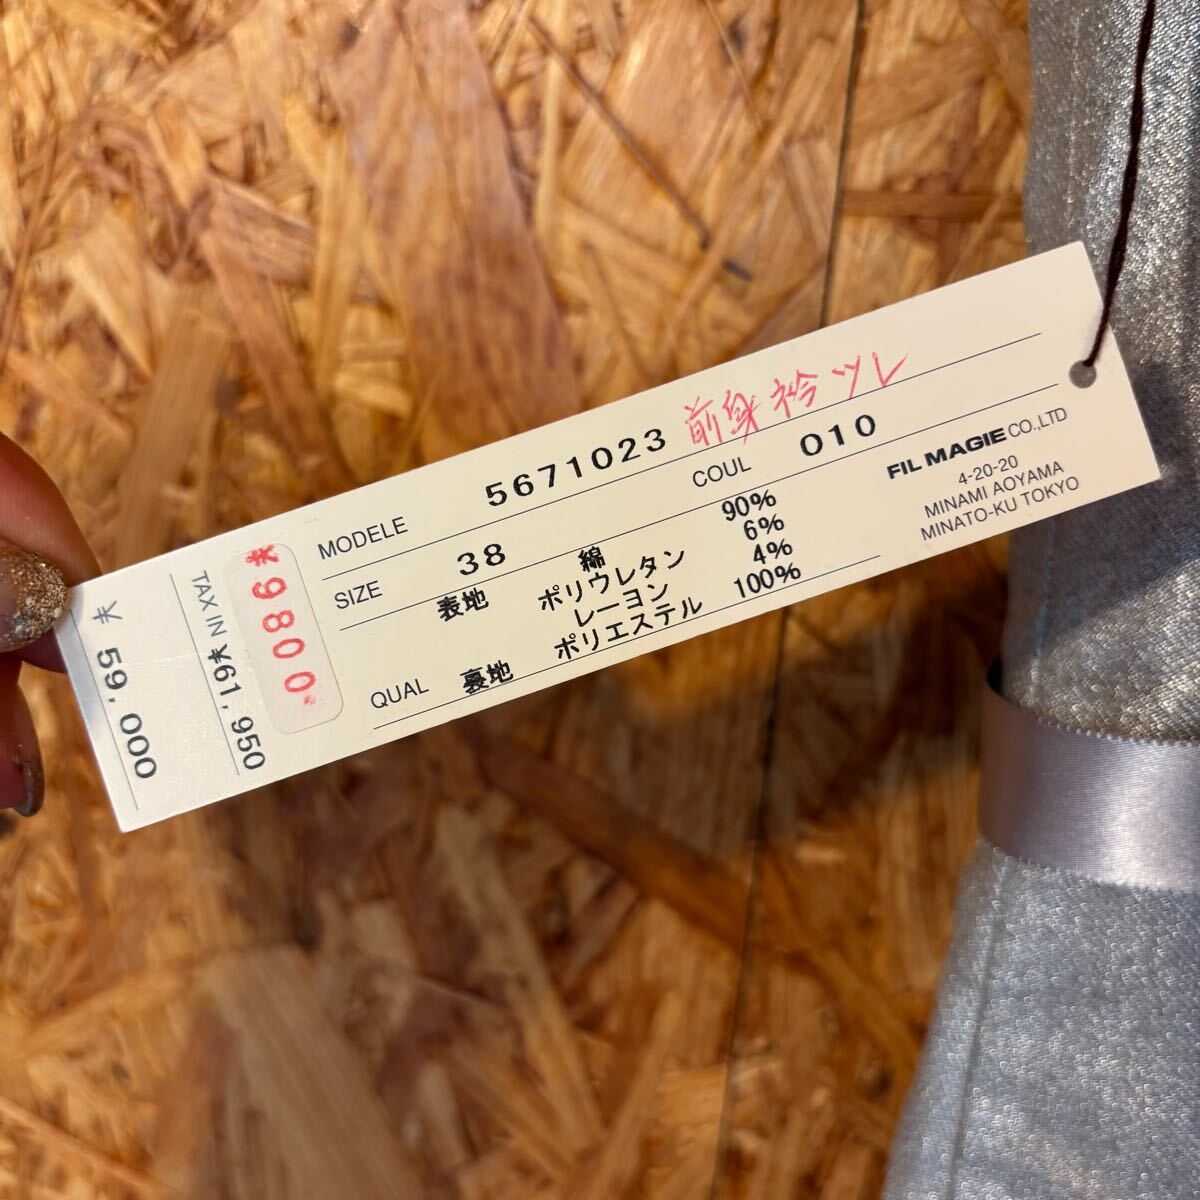 MODELE 5671023 前身衿ツレ
SIZE 38 COUL 010
表地 綿 90%
ポリウレタン 6%
レーヨン 4%
QUAL 裏地 ポリエステル 100%
FIL MAGIE CO.,LTD
4-20-20
MINAMI AOYAMA
MINATO-KU TOKYO
¥9800
TAX IN ¥61,950
¥ 59,000